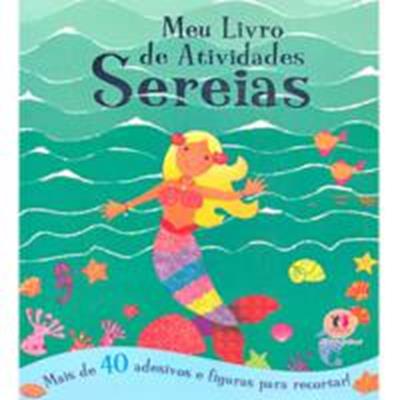 Meu Livro
de Atividades
Sereias
Mais de 40 adesivos e figuras para recortar!